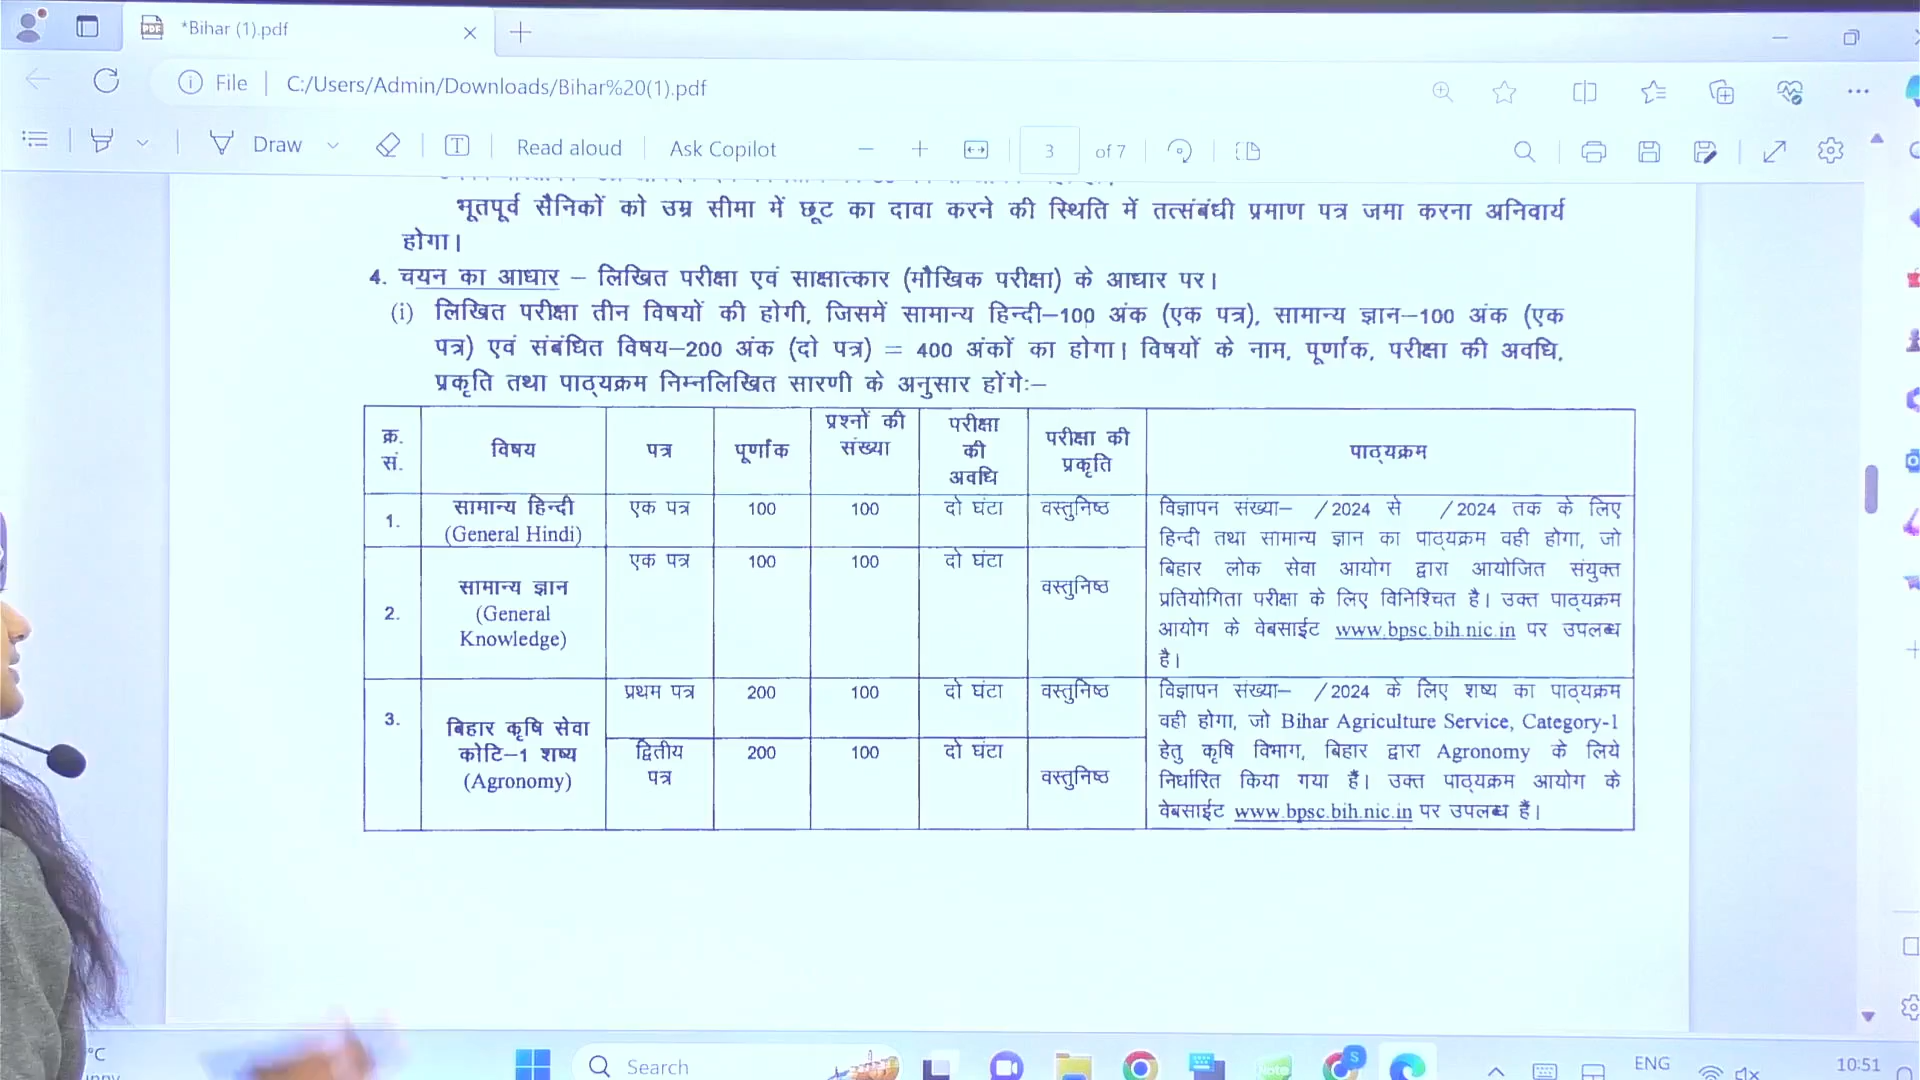 *Bihar (1).pdf
File
C:/Users/Admin/Downloads/Bihar%20(1).pdf
Draw
Read aloud
Ask Copilot
3
of 7
भूतपूर्व सैनिकों को उम्र सीमा में छूट का दावा करने की स्थिति में तत्संबंधी प्रमाण पत्र जमा करना अनिवार्य
होगा।
4. चयन का आधार – लिखित परीक्षा एवं साक्षात्कार (मौखिक परीक्षा) के आधार पर।
(i) लिखित परीक्षा तीन विषयों की होगी, जिसमें सामान्य हिन्दी–100 अंक (एक पत्र), सामान्य ज्ञान–100 अंक (एक
पत्र) एवं संबंधित विषय–200 अंक (दो पत्र) = 400 अंकों का होगा। विषयों के नाम, पूर्णांक, परीक्षा की अवधि,
प्रकृति तथा पाठ्यक्रम निम्नलिखित सारणी के अनुसार होंगेः–
क्र.
सं.
विषय
पत्र
पूर्णांक
प्रश्नों की
संख्या
परीक्षा
की
अवधि
परीक्षा की
प्रकृति
पाठ्यक्रम
1.
सामान्य हिन्दी
(General Hindi)
एक पत्र
100
100
दो घंटा
वस्तुनिष्ठ
विज्ञापन संख्या– /2024 से /2024 तक के लिए
हिन्दी तथा सामान्य ज्ञान का पाठ्यक्रम वही होगा, जो
बिहार लोक सेवा आयोग द्वारा आयोजित संयुक्त
प्रतियोगिता परीक्षा के लिए विनिश्चित है। उक्त पाठ्यक्रम
आयोग के वेबसाईट www.bpsc.bih.nic.in पर उपलब्ध
है।
2.
सामान्य ज्ञान
(General
Knowledge)
एक पत्र
100
100
दो घंटा
वस्तुनिष्ठ
3.
बिहार कृषि सेवा
कोटि–1 शष्य
(Agronomy)
प्रथम पत्र
200
100
दो घंटा
वस्तुनिष्ठ
विज्ञापन संख्या– /2024 के लिए शष्य का पाठ्यक्रम
वही होगा, जो Bihar Agriculture Service, Category-1
हेतु कृषि विभाग, बिहार द्वारा Agronomy के लिये
निर्धारित किया गया हैं। उक्त पाठ्यक्रम आयोग के
वेबसाईट www.bpsc.bih.nic.in पर उपलब्ध हैं।
द्वितीय
पत्र
200
100
दो घंटा
वस्तुनिष्ठ
°C
Search
ENG
10:51